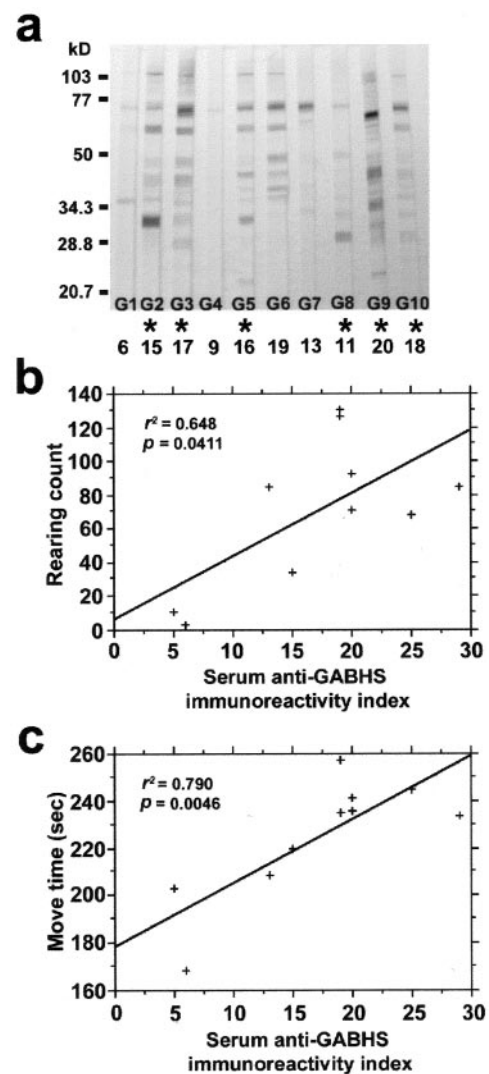 a
kD
103
77
50
34.3
28.8
20.7
G1 G2 G3 G4 G5 G6 G7 G8 G9 G10
* * * * * *
6 15 17 9 16 19 13 11 20 18
b
140
120
100
80
60
40
20
0
r² = 0.648
p = 0.0411
Rearing count
0 5 10 15 20 25 30
Serum anti-GABHS
immunoreactivity index
c
260
240
220
200
180
160
r² = 0.790
p = 0.0046
Move time (sec)
0 5 10 15 20 25 30
Serum anti-GABHS
immunoreactivity index